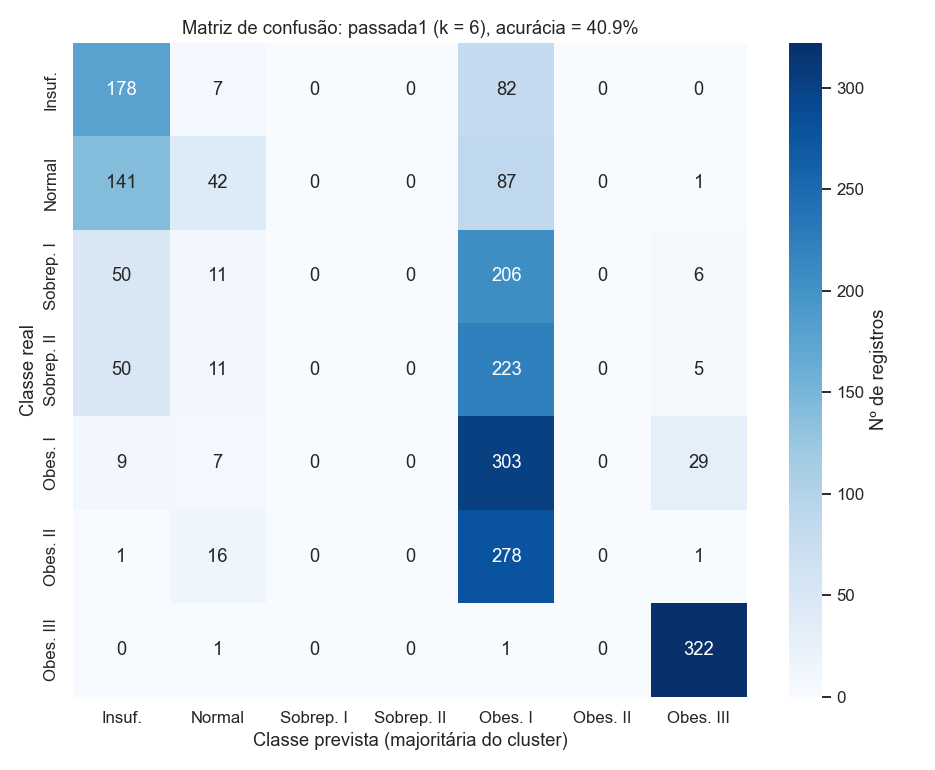 Matriz de confusão: passada1 (k = 6), acurácia = 40.9%
Classe real
Insuf. 178 7 0 0 82 0 0
Normal 141 42 0 0 87 0 1
Sobrep. I 50 11 0 0 206 0 6
Sobrep. II 50 11 0 0 223 0 5
Obes. I 9 7 0 0 303 0 29
Obes. II 1 16 0 0 278 0 1
Obes. III 0 1 0 0 1 0 322
Insuf. Normal Sobrep. I Sobrep. II Obes. I Obes. II Obes. III
Classe prevista (majoritária do cluster)
300
250
200
150
100
50
0
Nº de registros